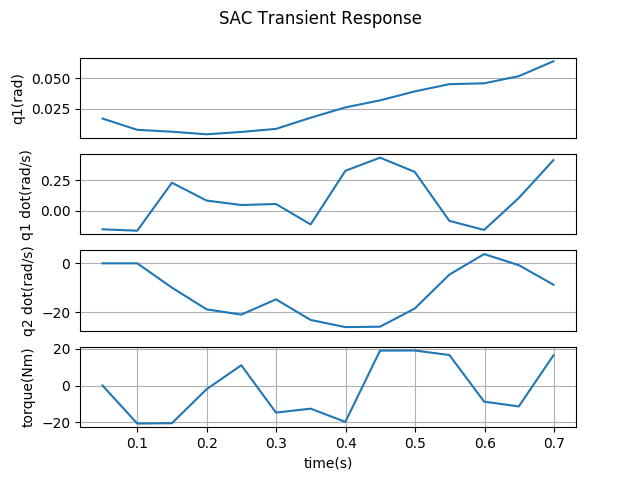 SAC Transient Response
q1(rad)
0.050
0.025
q1 dot(rad/s)
0.25
0.00
q2 dot(rad/s)
0
−20
torque(Nm)
20
0
−20
0.1 0.2 0.3 0.4 0.5 0.6 0.7
time(s)